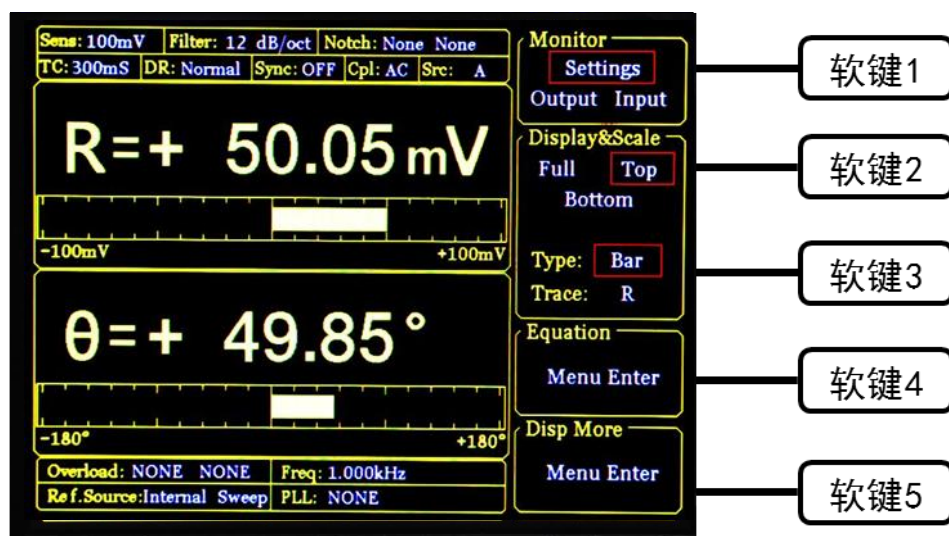 Sens: 100mV Filter: 12 dB/oct Notch: None None
TC: 300mS DR: Normal Sync: OFF Cpl: AC Src: A
R=+ 50.05 mV
-100mV +100mV
θ=+ 49.85°
-180° +180°
Overload: NONE NONE Freq: 1.000kHz
Ref.Source:Internal Sweep PLL: NONE
Monitor
Settings
Output Input
Display&Scale
Full Top
Bottom
Type: Bar
Trace: R
Equation
Menu Enter
Disp More
Menu Enter
软键1
软键2
软键3
软键4
软键5